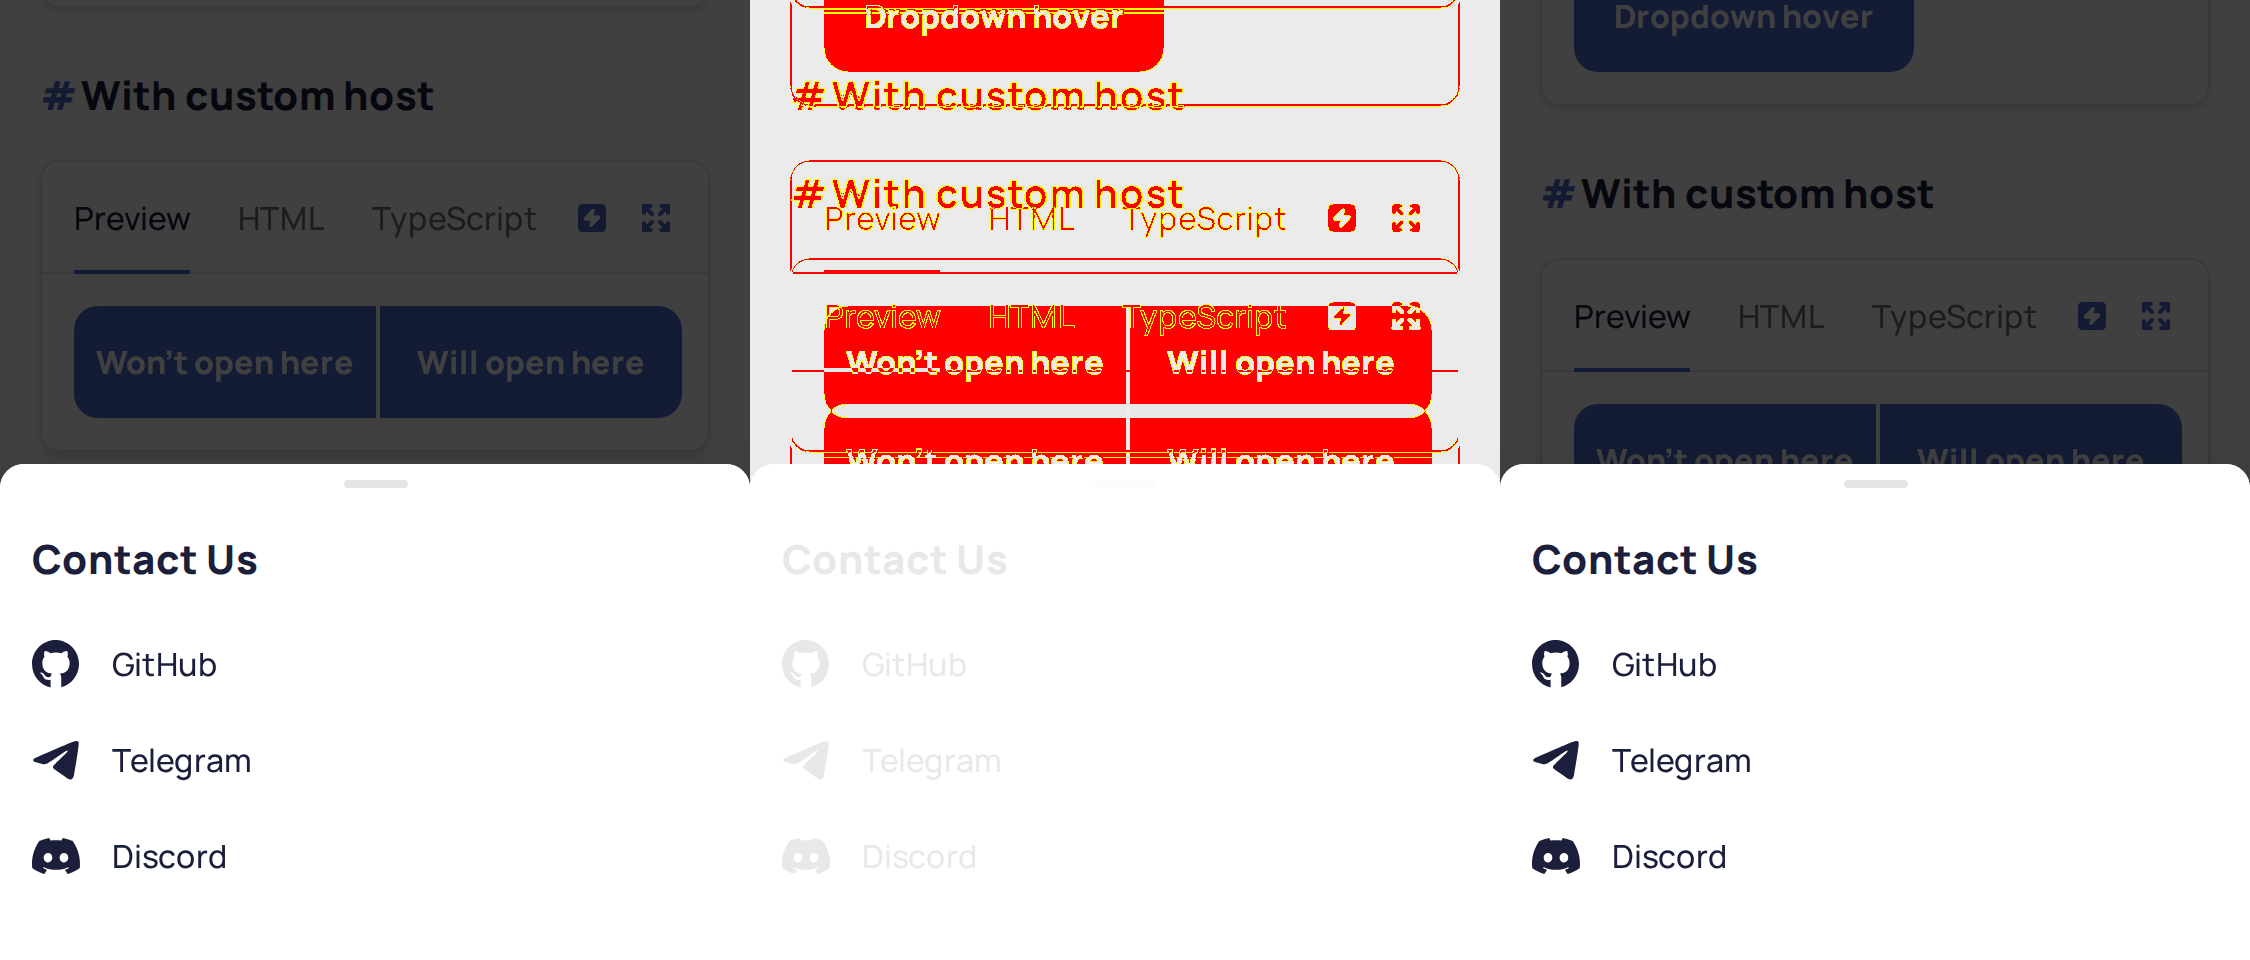 # With custom host
Preview HTML TypeScript
Won't open here Will open here
Contact Us
GitHub
Telegram
Discord
Dropdown hover
# With custom host
# With custom host
Preview HTML TypeScript
Preview HTML TypeScript
Won't open here Will open here
Won't open here Will open here
Contact Us
GitHub
Telegram
Discord
Dropdown hover
# With custom host
Preview HTML TypeScript
Won't open here Will open here
Contact Us
GitHub
Telegram
Discord